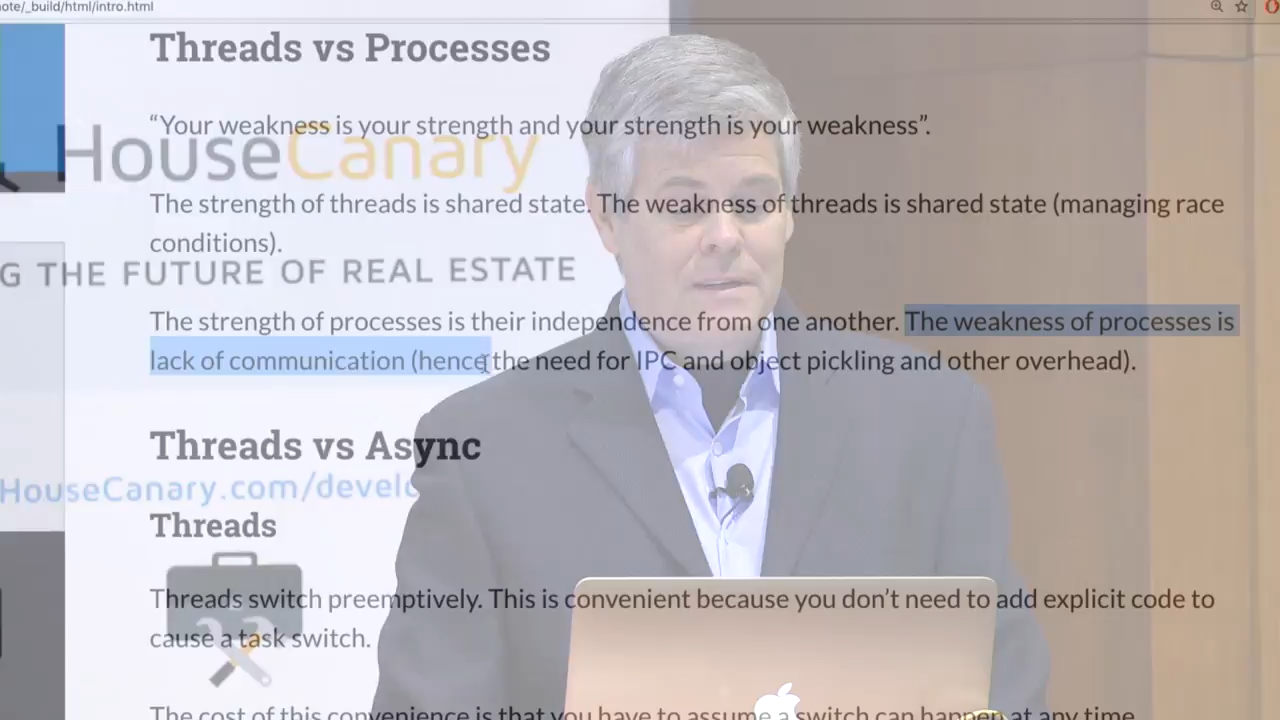 ote/_build/html/intro.html
Threads vs Processes
“Your weakness is your strength and your strength is your weakness”.
HouseCanary
The strength of threads is shared state. The weakness of threads is shared state (managing race
conditions).
G THE FUTURE OF REAL ESTATE
The strength of processes is their independence from one another. The weakness of processes is
lack of communication (hence the need for IPC and object pickling and other overhead).
Threads vs Async
HouseCanary.com/develo
Threads
Threads switch preemptively. This is convenient because you don’t need to add explicit code to
cause a task switch.
The cost of this convenience is that you have to assume a switch can happen at any time.